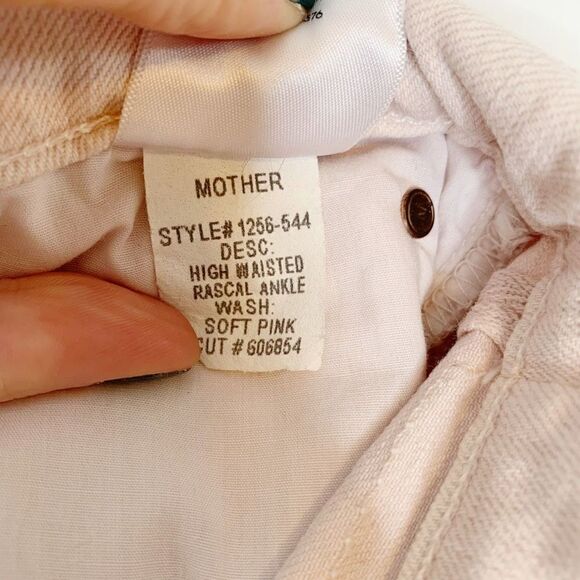 MOTHER
STYLE# 1256-544
DESC:
HIGH WAISTED
RASCAL ANKLE
WASH:
SOFT PINK
CUT # 606854